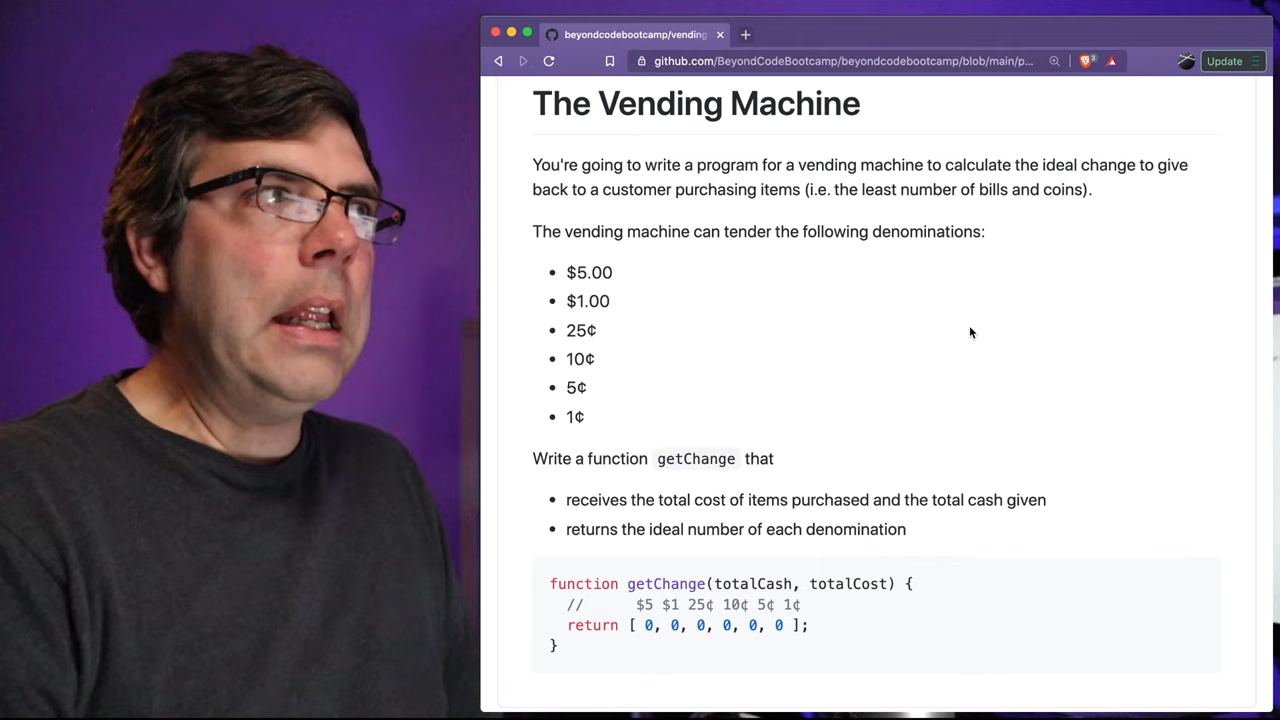 beyondcodebootcamp/vending
github.com/BeyondCodeBootcamp/beyondcodebootcamp/blob/main/p...
3
Update
The Vending Machine
You're going to write a program for a vending machine to calculate the ideal change to give
back to a customer purchasing items (i.e. the least number of bills and coins).
The vending machine can tender the following denominations:
• $5.00
• $1.00
• 25¢
• 10¢
• 5¢
• 1¢
Write a function getChange that
• receives the total cost of items purchased and the total cash given
• returns the ideal number of each denomination
function getChange(totalCash, totalCost) {
// $5 $1 25¢ 10¢ 5¢ 1¢
return [ 0, 0, 0, 0, 0, 0 ];
}